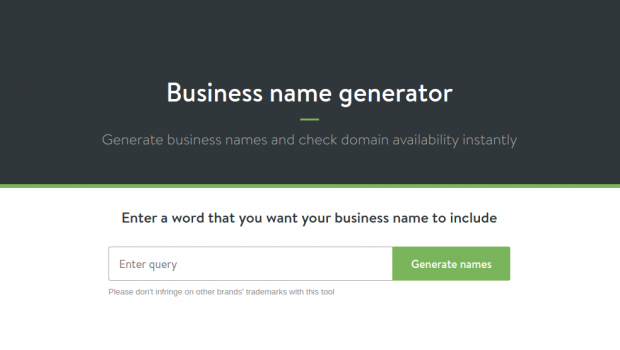 Business name generator
Generate business names and check domain availability instantly
Enter a word that you want your business name to include
Enter query
Generate names
Please don't infringe on other brands' trademarks with this tool